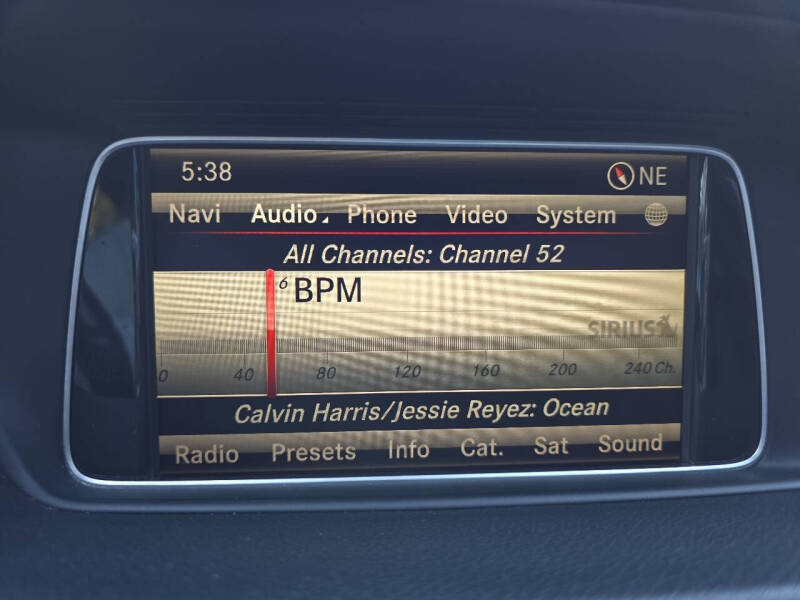 5:38 NE
Navi Audio Phone Video System
All Channels: Channel 52
6 BPM
SIRIUS
0 40 80 120 160 200 240 Ch.
Calvin Harris/Jessie Reyez: Ocean
Radio Presets Info Cat. Sat Sound